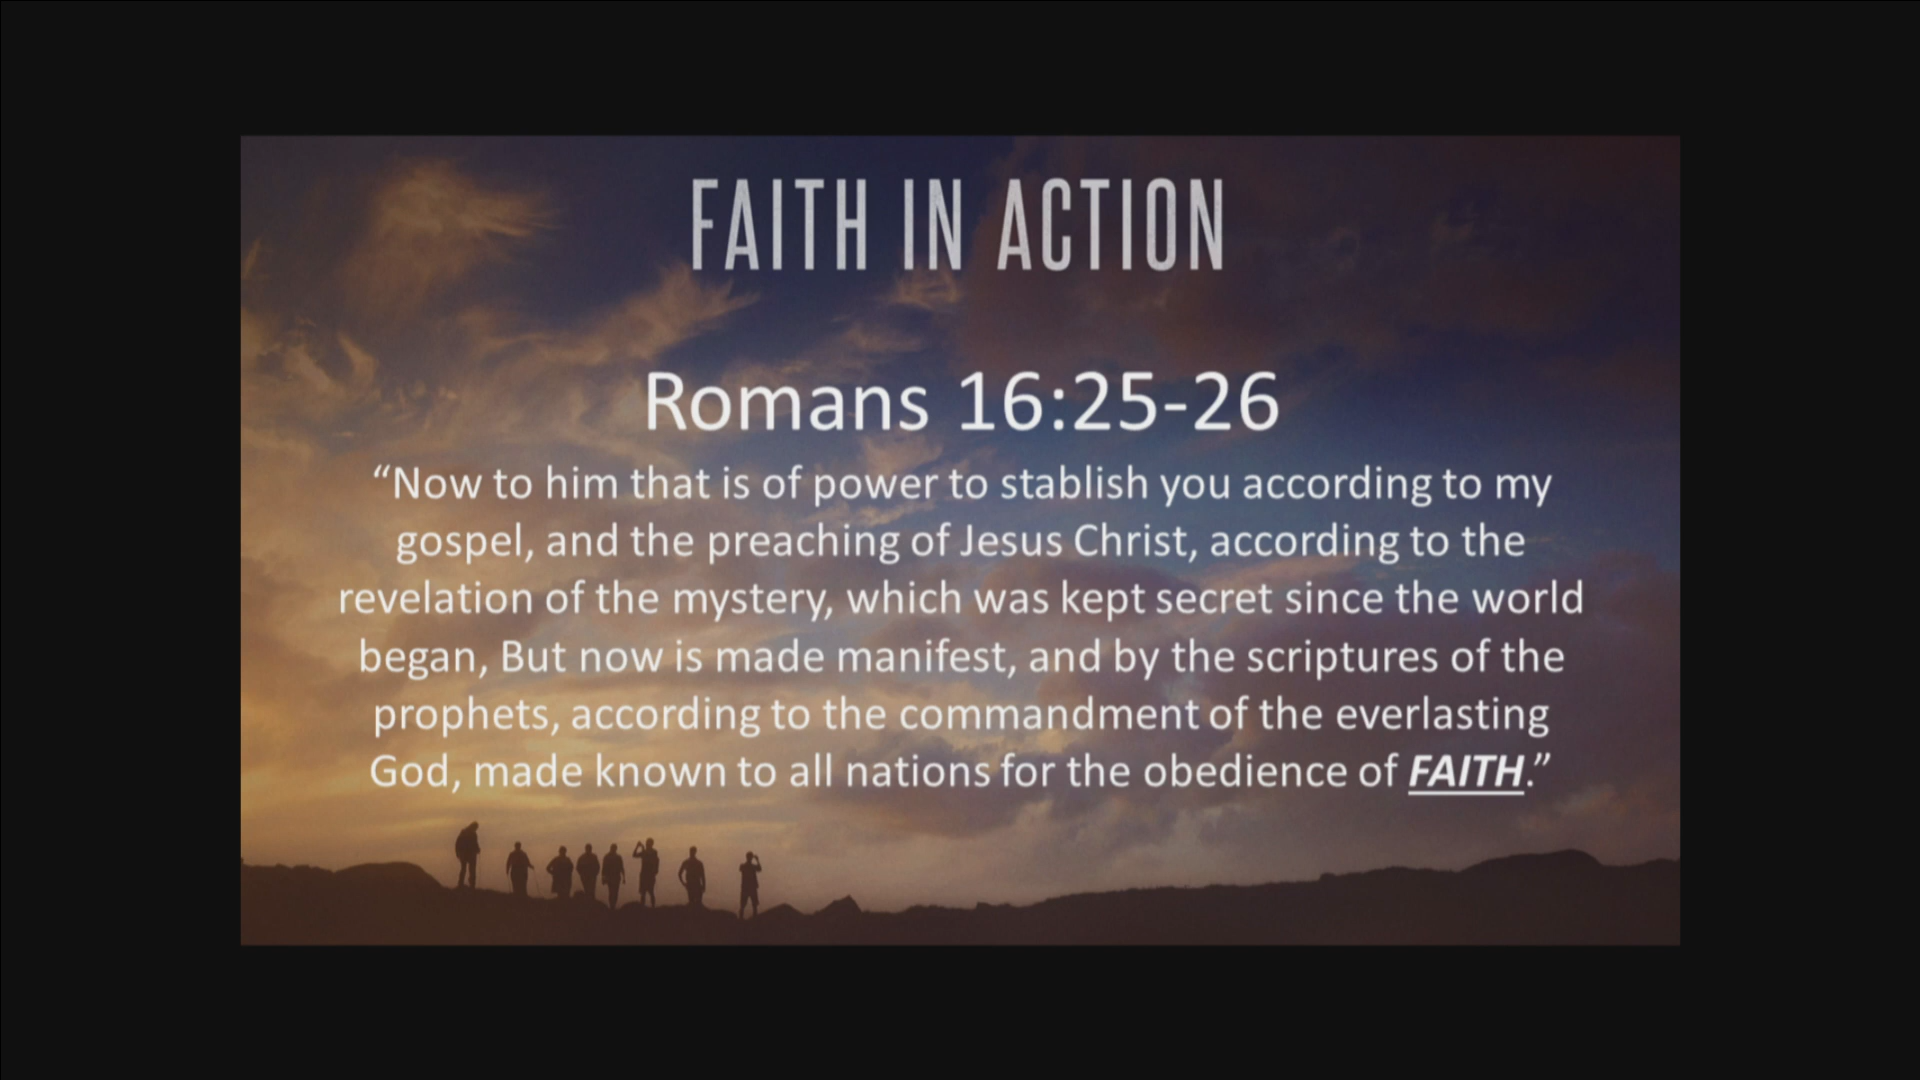 FAITH IN ACTION
Romans 16:25-26
“Now to him that is of power to stablish you according to my
gospel, and the preaching of Jesus Christ, according to the
revelation of the mystery, which was kept secret since the world
began, But now is made manifest, and by the scriptures of the
prophets, according to the commandment of the everlasting
God, made known to all nations for the obedience of FAITH.”